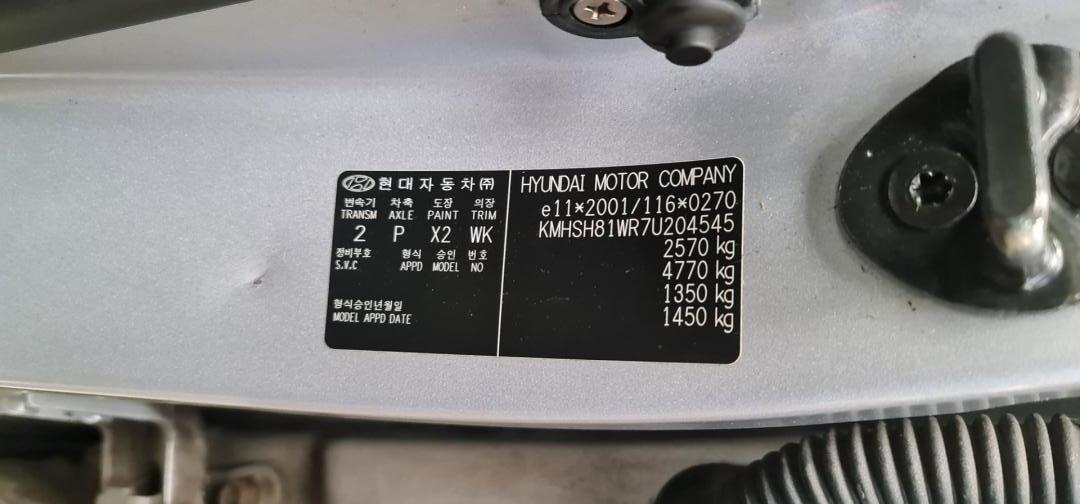 현대자동차㈜
변속기 차축 도장 의장
TRANSM AXLE PAINT TRIM
2 P X2 WK
정비부호 형식 승인 번호
S.V.C APPD MODEL NO
형식승인년월일
MODEL APPD DATE
HYUNDAI MOTOR COMPANY
e11*2001/116*0270
KMHSH81WR7U204545
2570 kg
4770 kg
1350 kg
1450 kg